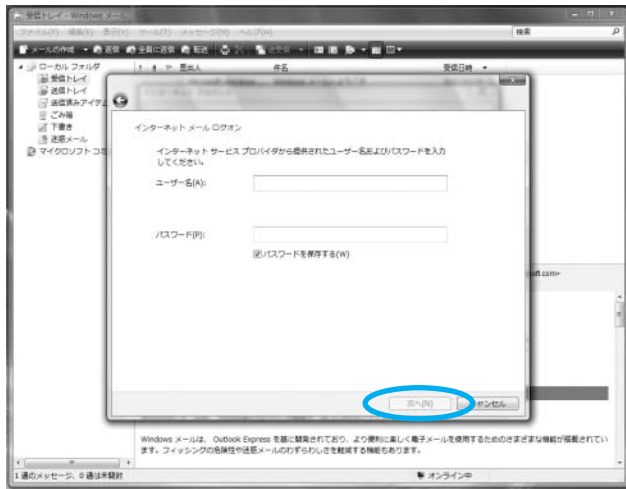 受信トレイ - Windows メール
ファイル(F) 編集(E) 表示(V) ツール(T) メッセージ(M) ヘルプ(H)
検索
メールの作成 返信 全員に返信 転送 送受信
ローカル フォルダ
受信トレイ
送信トレイ
送信済みアイテム
ごみ箱
下書き
迷惑メール
マイクロソフト コミ
! 差出人 件名 受信日時
インターネット メール ログオン
インターネット サービス プロバイダから提供されたユーザー名およびパスワードを入力
してください。
ユーザー名(A):
パスワード(P):
パスワードを保存する(W)
次へ(N) キャンセル
oft.com>
Windows メールは、 Outlook Express を基に開発されており、より便利に楽しく電子メールを使用するためのさまざまな機能が搭載されてい
ます。フィッシングの危険性や迷惑メールのわずらわしさを軽減する機能もあります。
1 通のメッセージ、0 通は未開封
オンライン中